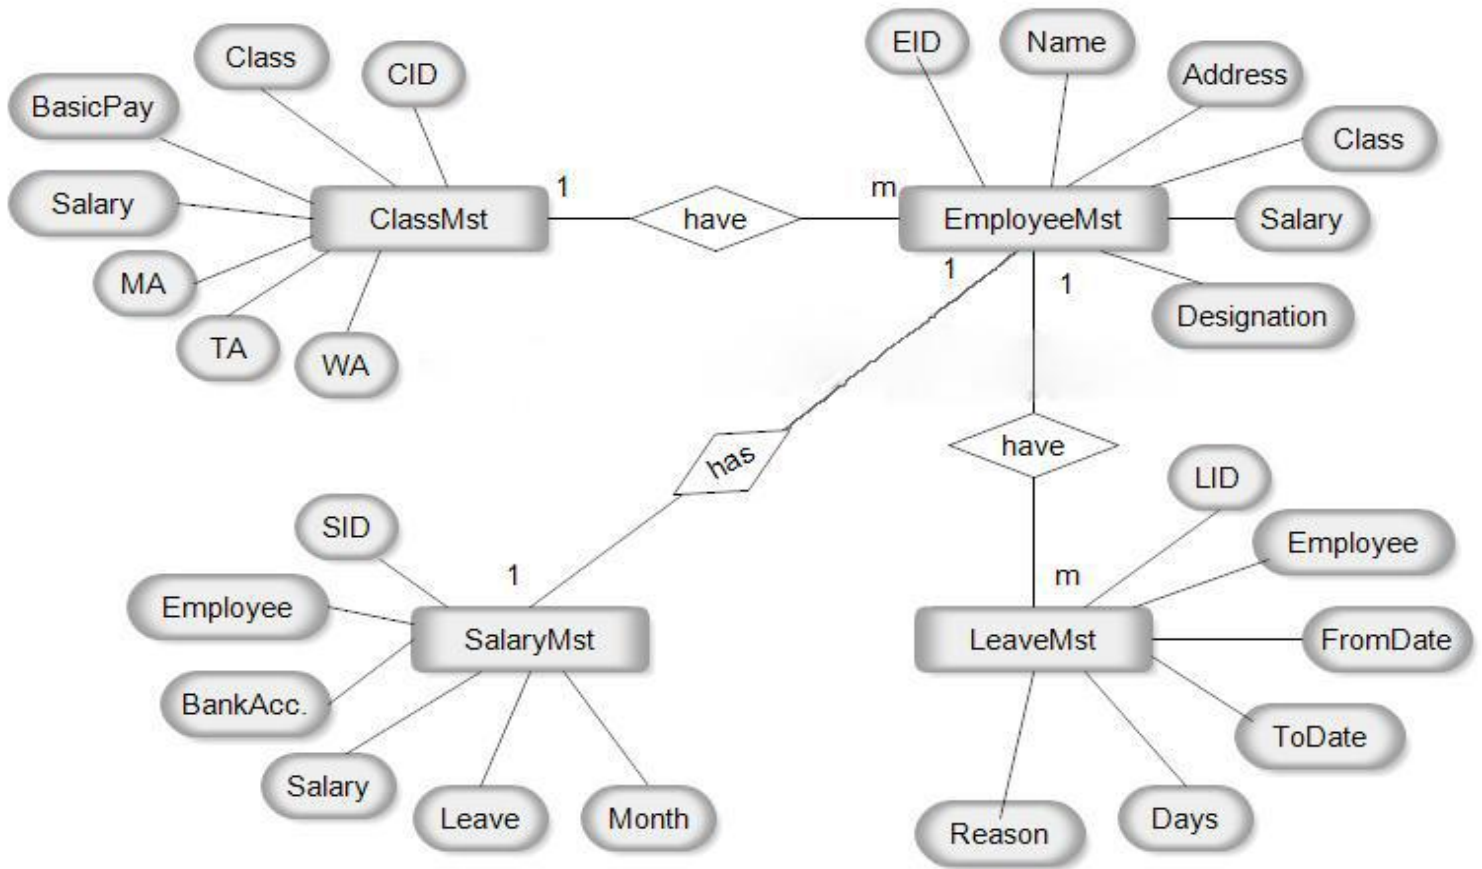 EID
Name
Class
CID
Address
BasicPay
Class
Salary
ClassMst
1
have
m
EmployeeMst
Salary
MA
1
1
Designation
TA
WA
has
have
LID
SID
Employee
1
m
Employee
SalaryMst
LeaveMst
FromDate
BankAcc.
ToDate
Salary
Leave
Month
Reason
Days